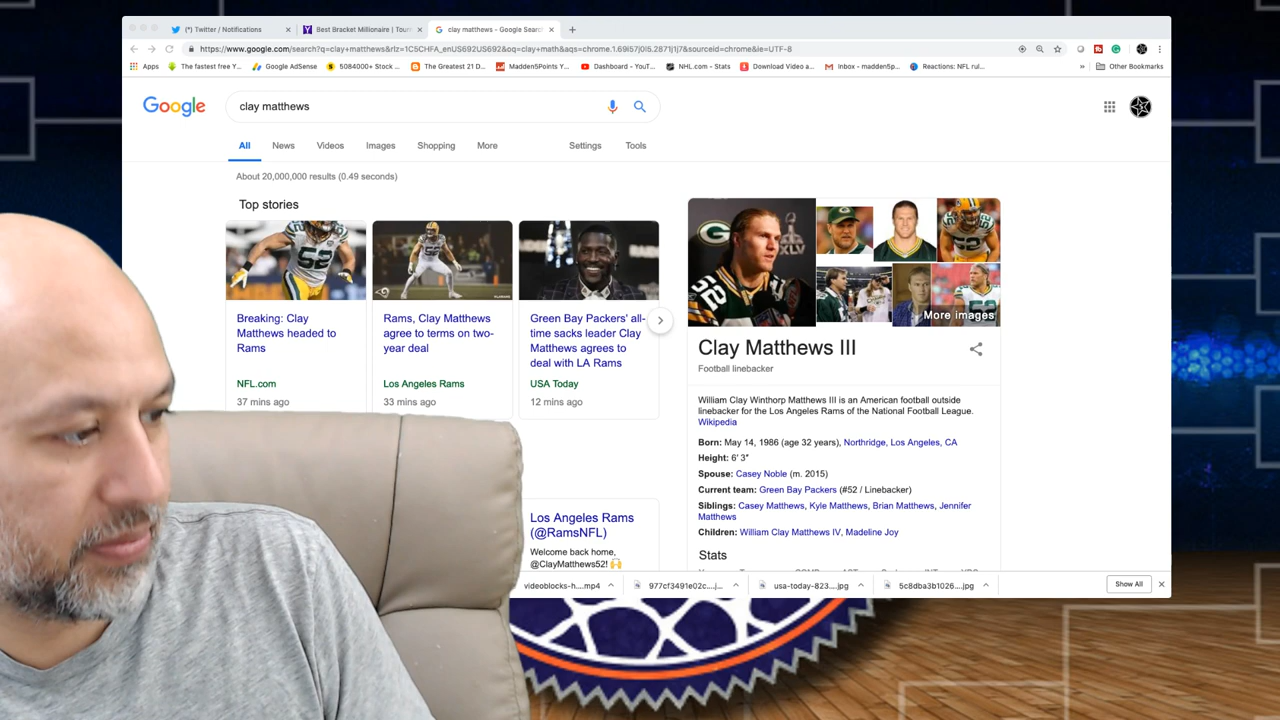 (*) Twitter / Notifications
Best Bracket Millionaire | Tourn
clay matthews - Google Search
https://www.google.com/search?q=clay+matthews&rlz=1C5CHFA_enUS692US692&oq=clay+math&aqs=chrome.1.69i57j0l5.2871j1j7&sourceid=chrome&ie=UTF-8
Apps
The fastest free Y...
Google AdSense
5084000+ Stock ...
The Greatest 21 D...
Madden5Points Y...
Dashboard - YouT...
NHL.com - Stats
Download Video a...
Inbox - madden5p...
Reactions: NFL rul...
»
Other Bookmarks
Google
clay matthews
All
News
Videos
Images
Shopping
More
Settings
Tools
About 20,000,000 results (0.49 seconds)
Top stories
Breaking: Clay
Matthews headed to
Rams
NFL.com
37 mins ago
Rams, Clay Matthews
agree to terms on two-
year deal
Los Angeles Rams
33 mins ago
Green Bay Packers' all-
time sacks leader Clay
Matthews agrees to
deal with LA Rams
USA Today
12 mins ago
Los Angeles Rams
(@RamsNFL)
Welcome back home,
@ClayMatthews52! 🙌
More images
Clay Matthews III
Football linebacker
William Clay Winthorp Matthews III is an American football outside
linebacker for the Los Angeles Rams of the National Football League.
Wikipedia
Born: May 14, 1986 (age 32 years), Northridge, Los Angeles, CA
Height: 6′ 3″
Spouse: Casey Noble (m. 2015)
Current team: Green Bay Packers (#52 / Linebacker)
Siblings: Casey Matthews, Kyle Matthews, Brian Matthews, Jennifer
Matthews
Children: William Clay Matthews IV, Madeline Joy
Stats
videoblocks-h....mp4
977cf3491e02c....j...
usa-today-823....jpg
5c8dba3b1026....jpg
Show All